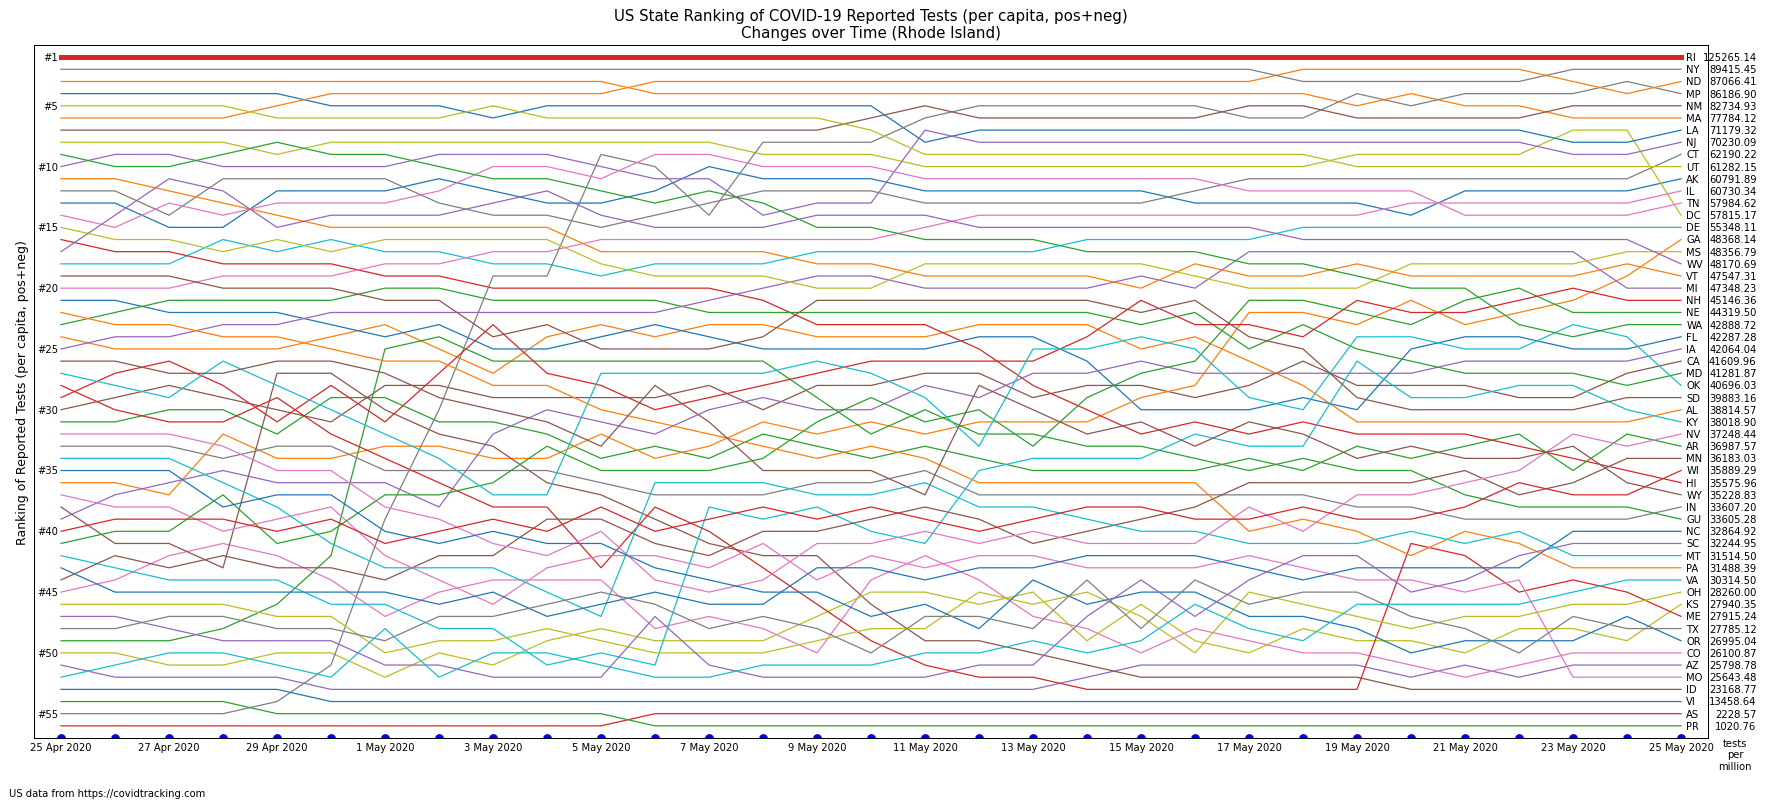 US State Ranking of COVID-19 Reported Tests (per capita, pos+neg)
Changes over Time (Rhode Island)
Ranking of Reported Tests (per capita, pos+neg)
#1
#5
#10
#15
#20
#25
#30
#35
#40
#45
#50
#55
RI 125265.14
NY 89415.45
ND 87066.41
MP 86186.90
NM 82734.93
MA 77784.12
LA 71179.32
NJ 70230.09
CT 62190.22
UT 61282.15
AK 60791.89
IL 60730.34
TN 57984.62
DC 57815.17
DE 55348.11
GA 48368.14
MS 48356.79
WV 48170.69
VT 47547.31
MI 47348.23
NH 45146.36
NE 44319.50
WA 42888.72
FL 42287.28
IA 42064.04
CA 41609.96
MD 41281.87
OK 40696.03
SD 39883.16
AL 38814.57
KY 38018.90
NV 37248.44
AR 36987.57
MN 36183.03
WI 35889.29
HI 35575.96
WY 35228.83
IN 33607.20
GU 33605.28
NC 32864.92
SC 32244.95
MT 31514.50
PA 31488.39
VA 30314.50
OH 28260.00
KS 27940.35
ME 27915.24
TX 27785.12
OR 26995.04
CO 26100.87
AZ 25798.78
MO 25643.48
ID 23168.77
VI 13458.64
AS 2228.57
PR 1020.76
25 Apr 2020
27 Apr 2020
29 Apr 2020
1 May 2020
3 May 2020
5 May 2020
7 May 2020
9 May 2020
11 May 2020
13 May 2020
15 May 2020
17 May 2020
19 May 2020
21 May 2020
23 May 2020
25 May 2020
tests
per
million
US data from https://covidtracking.com